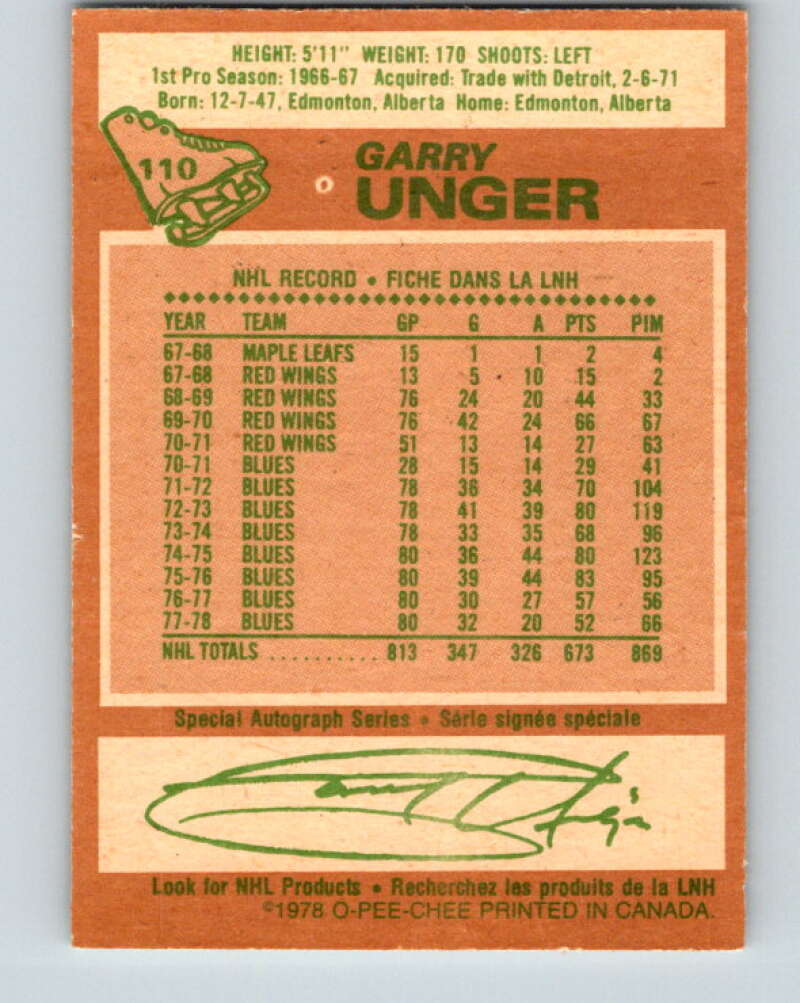 HEIGHT: 5'11" WEIGHT: 170 SHOOTS: LEFT
1st Pro Season: 1966-67 Acquired: Trade with Detroit, 2-6-71
Born: 12-7-47, Edmonton, Alberta Home: Edmonton, Alberta
110
GARRY
UNGER
NHL RECORD • FICHE DANS LA LNH
YEAR TEAM GP G A PTS PIM
67-68 MAPLE LEAFS 15 1 1 2 4
67-68 RED WINGS 13 5 10 15 2
68-69 RED WINGS 76 24 20 44 33
69-70 RED WINGS 76 42 24 66 67
70-71 RED WINGS 51 13 14 27 63
70-71 BLUES 28 15 14 29 41
71-72 BLUES 78 36 34 70 104
72-73 BLUES 78 41 39 80 119
73-74 BLUES 78 33 35 68 96
74-75 BLUES 80 36 44 80 123
75-76 BLUES 80 39 44 83 95
76-77 BLUES 80 30 27 57 56
77-78 BLUES 80 32 20 52 66
NHL TOTALS .......... 813 347 326 673 869
Special Autograph Series • Série signée spéciale
Garry Unger
Look for NHL Products • Recherchez les produits de la LNH
©1978 O-PEE-CHEE PRINTED IN CANADA.